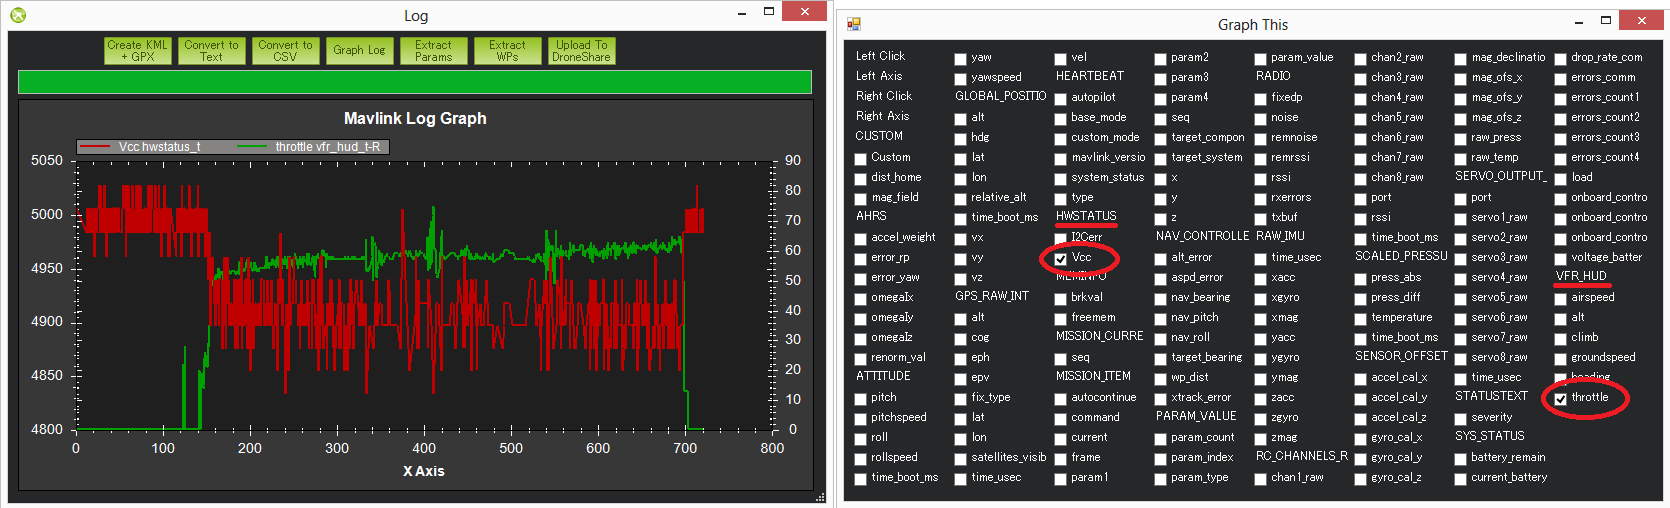 Log
Create KML + GPX
Convert to Text
Convert to CSV
Graph Log
Extract Params
Extract WPs
Upload To DroneShare
Mavlink Log Graph
Vcc hwstatus_t
throttle vfr_hud_t-R
5050
5000
4950
4900
4850
4800
90
80
70
60
50
40
30
20
10
0
0
100
200
300
400
500
600
700
800
X Axis
Graph This
Left Click
Left Axis
Right Click
Right Axis
CUSTOM
Custom
dist_home
mag_field
AHRS
accel_weight
error_rp
error_yaw
omegaIx
omegaIy
omegaIz
renorm_val
ATTITUDE
pitch
pitchspeed
roll
rollspeed
time_boot_ms
yaw
yawspeed
GLOBAL_POSITIO
alt
hdg
lat
lon
relative_alt
time_boot_ms
vx
vy
vz
GPS_RAW_INT
alt
cog
eph
epv
fix_type
lat
lon
satellites_visib
time_usec
vel
HEARTBEAT
autopilot
base_mode
custom_mode
mavlink_versio
system_status
type
HWSTATUS
I2Cerr
Vcc
MEMINFO
brkval
freemem
MISSION_CURRE
seq
MISSION_ITEM
autocontinue
command
current
frame
param1
param2
param3
param4
seq
target_compon
target_system
x
y
z
NAV_CONTROLLE
alt_error
aspd_error
nav_bearing
nav_pitch
nav_roll
target_bearing
wp_dist
xtrack_error
PARAM_VALUE
param_count
param_index
param_type
param_value
RADIO
fixedp
noise
remnoise
remrssi
rssi
rxerrors
txbuf
RAW_IMU
time_usec
xacc
xgyro
xmag
yacc
ygyro
ymag
zacc
zgyro
zmag
RC_CHANNELS_R
chan1_raw
chan2_raw
chan3_raw
chan4_raw
chan5_raw
chan6_raw
chan7_raw
chan8_raw
port
rssi
time_boot_ms
SCALED_PRESSU
press_abs
press_diff
temperature
time_boot_ms
SENSOR_OFFSET
accel_cal_x
accel_cal_y
accel_cal_z
gyro_cal_x
gyro_cal_y
gyro_cal_z
mag_declinatio
mag_ofs_x
mag_ofs_y
mag_ofs_z
raw_press
raw_temp
SERVO_OUTPUT_
port
servo1_raw
servo2_raw
servo3_raw
servo4_raw
servo5_raw
servo6_raw
servo7_raw
servo8_raw
time_usec
STATUSTEXT
severity
SYS_STATUS
battery_remain
current_battery
drop_rate_com
errors_comm
errors_count1
errors_count2
errors_count3
errors_count4
load
onboard_contro
onboard_contro
onboard_contro
voltage_batter
VFR_HUD
airspeed
alt
climb
groundspeed
heading
throttle